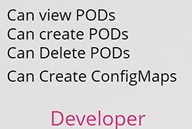 Can view PODs
Can create PODs
Can Delete PODs
Can Create ConfigMaps
Developer